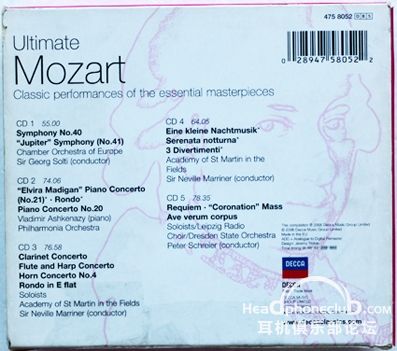 475 8052
0 28947 58052 2
Ultimate
Mozart
Classic performances of the essential masterpieces
CD 1 55.00
Symphony No.40
"Jupiter" Symphony (No.41)
Chamber Orchestra of Europe
Sir Georg Solti (conductor)
CD 2 74.06
"Elvira Madigan" Piano Concerto
(No.21)* - Rondo*
Piano Concerto No.20
Vladimir Ashkenazy (piano)
Philharmonia Orchestra
CD 3 76.58
Clarinet Concerto
Flute and Harp Concerto
Horn Concerto No.4
Rondo in E flat
Soloists
Academy of St Martin in the Fields
Sir Neville Marriner (conductor)
CD 4 64.05
Eine kleine Nachtmusik*
Serenata notturna*
3 Divertimenti*
Academy of St Martin in the
Fields
Sir Neville Marriner (conductor)
CD 5 78.35
Requiem - "Coronation" Mass
Ave verum corpus
Soloists/Leipzig Radio
Choir/Dresden State Orchestra
Peter Schreier (conductor)
Made in the EU
DECCA
Headphoneclub.com
耳机俱乐部论坛